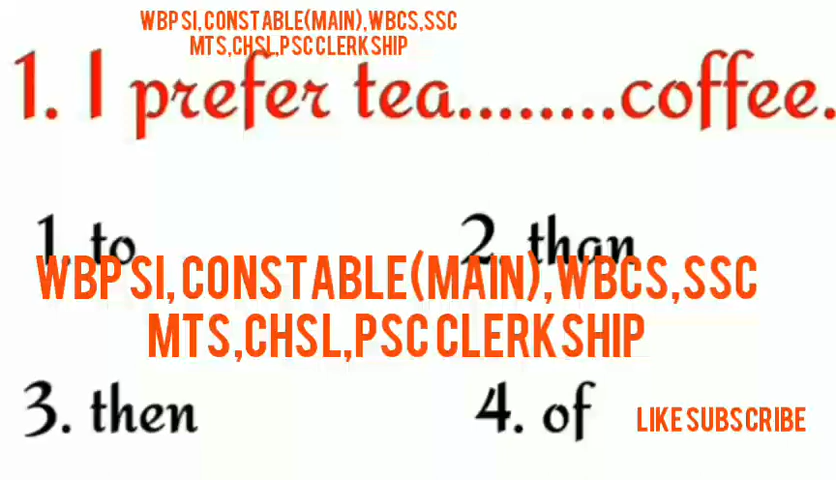 WBP SI, CONSTABLE(MAIN),WBCS,SSC
MTS,CHSL,PSC CLERKSHIP
1. I prefer tea........coffee.
1. to 2. than
WBP SI, CONSTABLE(MAIN),WBCS,SSC
MTS,CHSL,PSC CLERKSHIP
3. then 4. of LIKE SUBSCRIBE